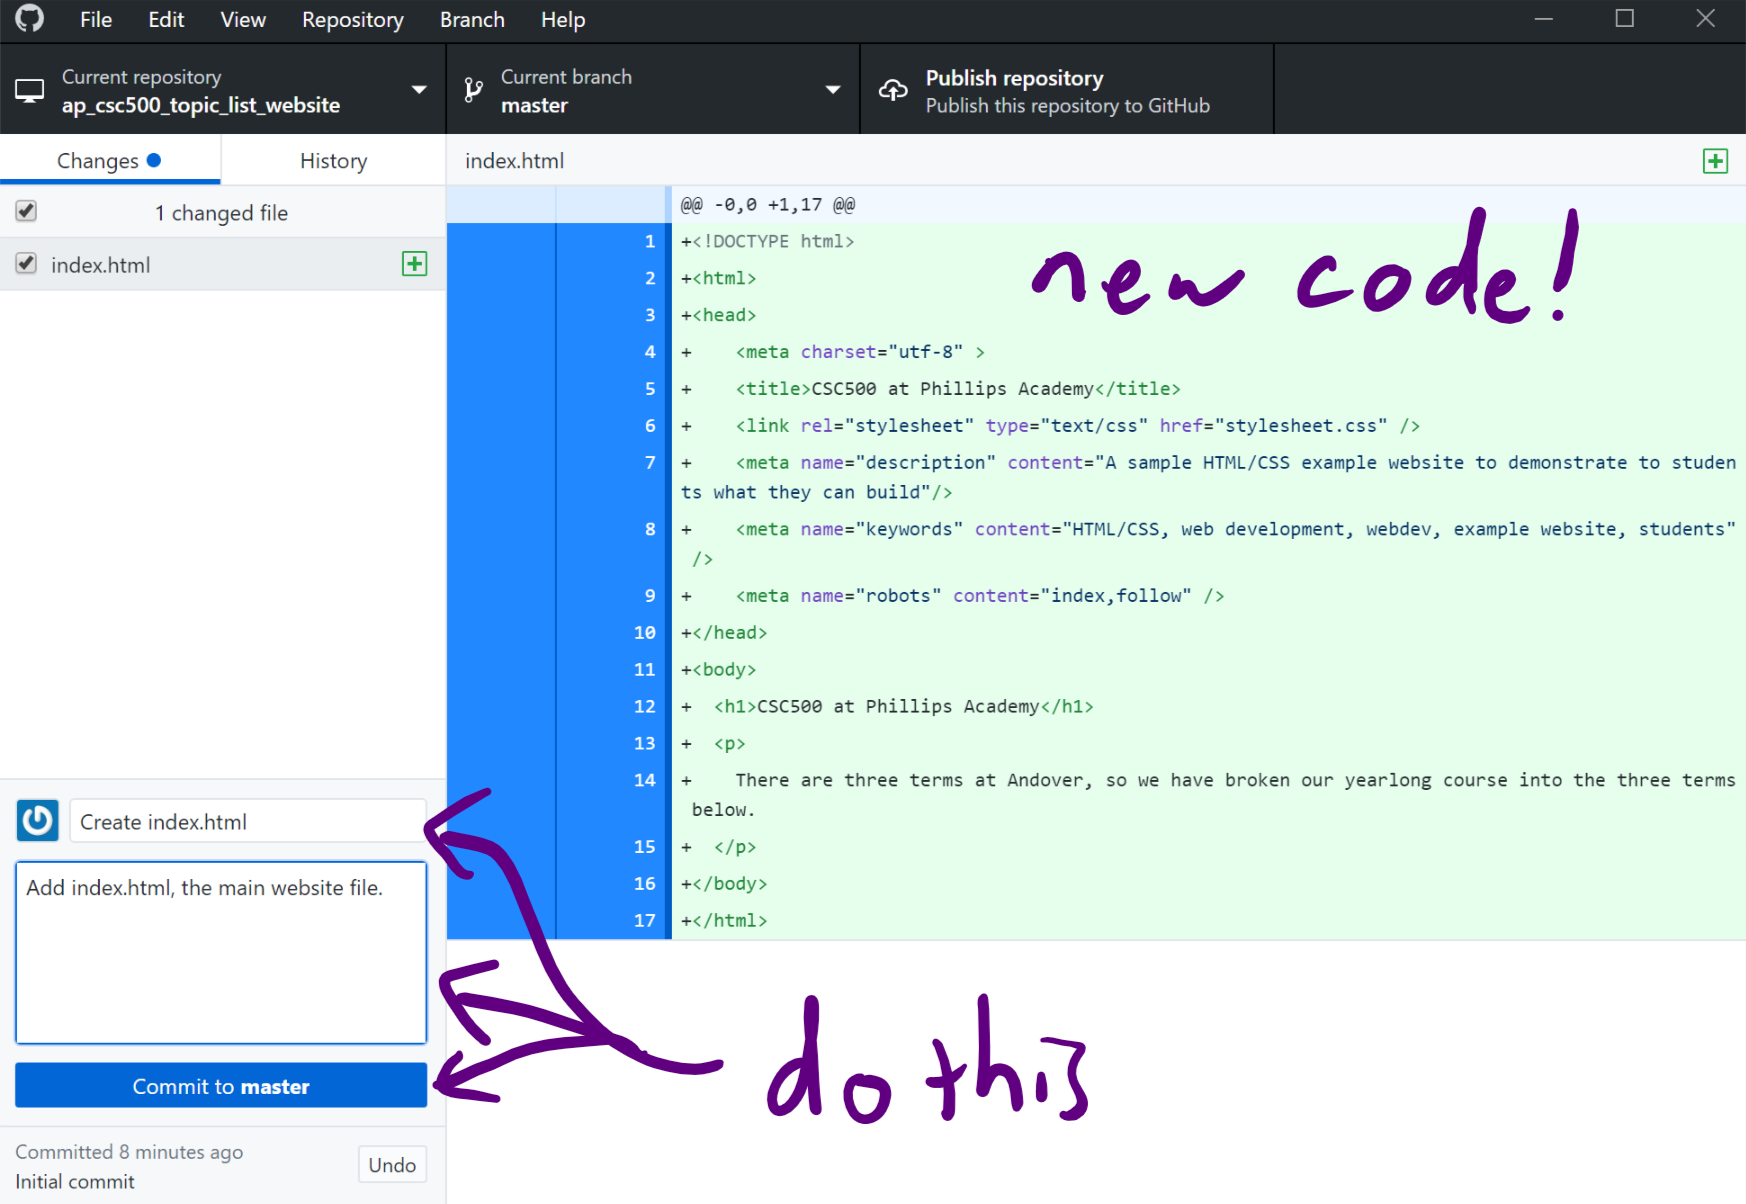 File Edit View Repository Branch Help
Current repository
ap_csc500_topic_list_website
Current branch
master
Publish repository
Publish this repository to GitHub
Changes History
1 changed file
index.html
Create index.html
Add index.html, the main website file.
Commit to master
Committed 8 minutes ago
Initial commit
Undo
index.html
@@ -0,0 +1,17 @@
1 +<!DOCTYPE html>
2 +<html>
3 +<head>
4 +    <meta charset="utf-8" >
5 +    <title>CSC500 at Phillips Academy</title>
6 +    <link rel="stylesheet" type="text/css" href="stylesheet.css" />
7 +    <meta name="description" content="A sample HTML/CSS example website to demonstrate to studen
ts what they can build"/>
8 +    <meta name="keywords" content="HTML/CSS, web development, webdev, example website, students"
/>
9 +    <meta name="robots" content="index,follow" />
10 +</head>
11 +<body>
12 +  <h1>CSC500 at Phillips Academy</h1>
13 +  <p>
14 +    There are three terms at Andover, so we have broken our yearlong course into the three terms
below.
15 +  </p>
16 +</body>
17 +</html>
new code!
do this